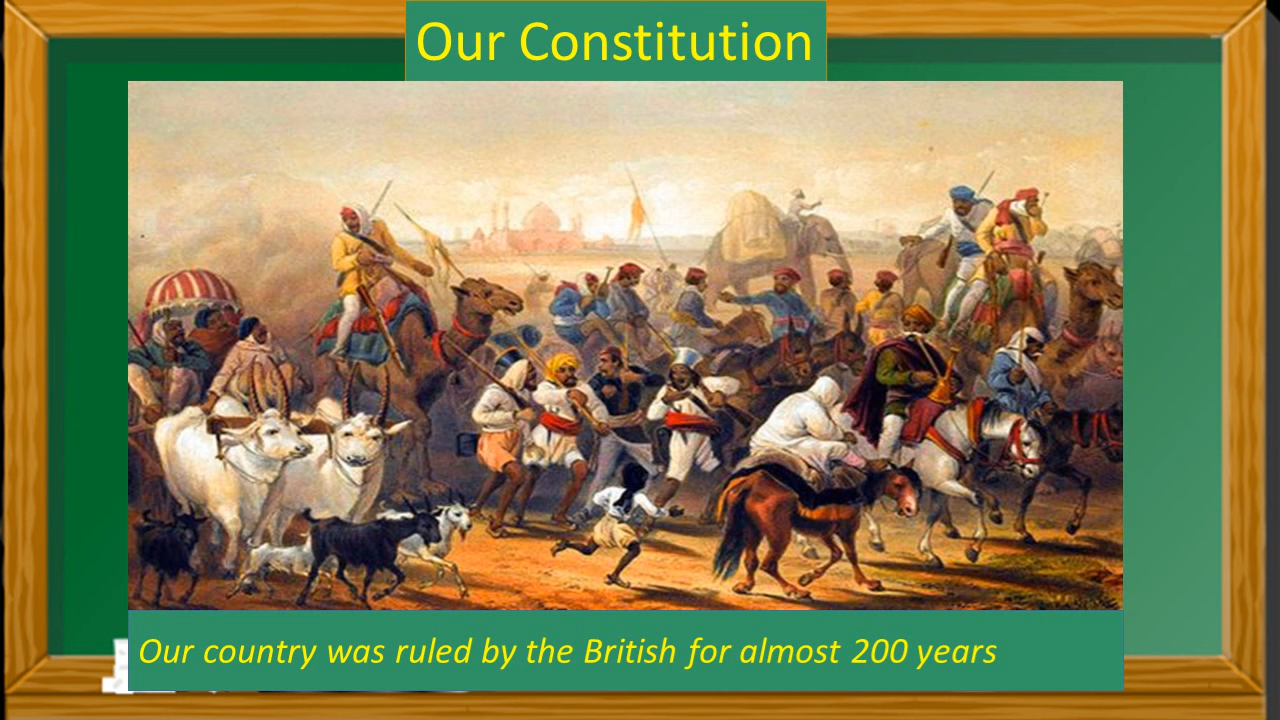 Our Constitution
Our country was ruled by the British for almost 200 years